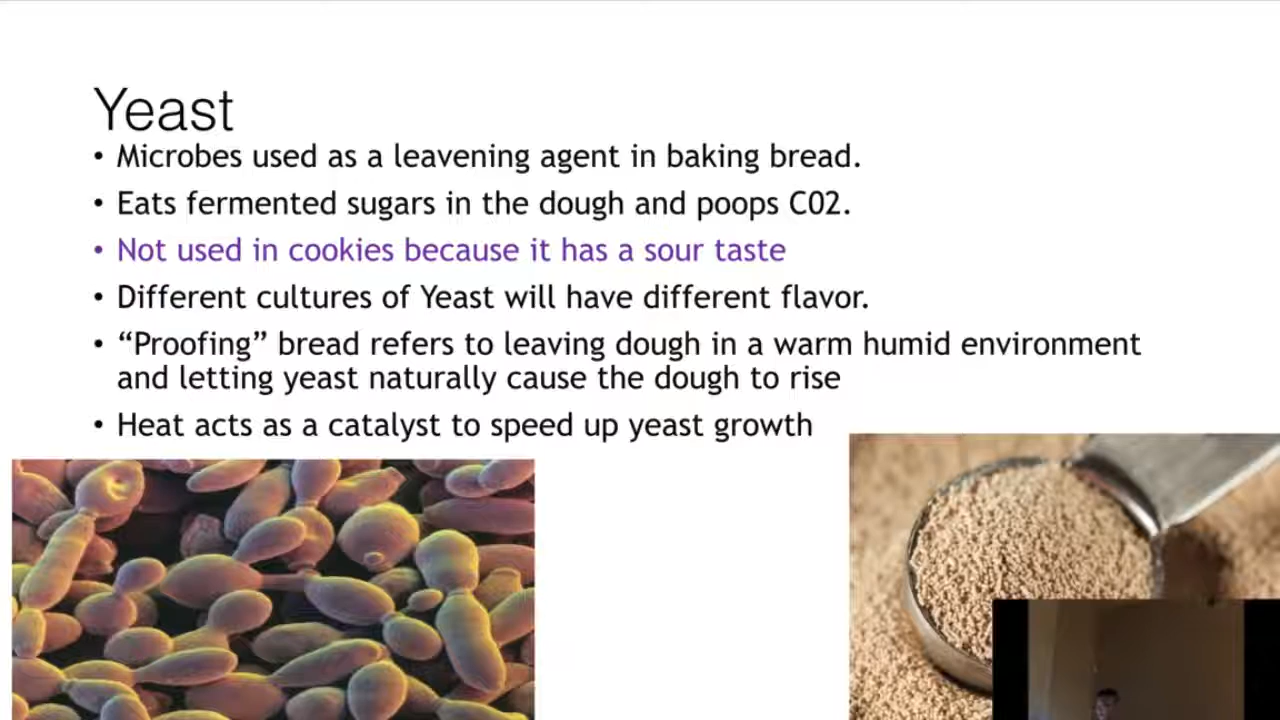 Yeast
• Microbes used as a leavening agent in baking bread.
• Eats fermented sugars in the dough and poops C02.
• Not used in cookies because it has a sour taste
• Different cultures of Yeast will have different flavor.
• “Proofing” bread refers to leaving dough in a warm humid environment
and letting yeast naturally cause the dough to rise
• Heat acts as a catalyst to speed up yeast growth